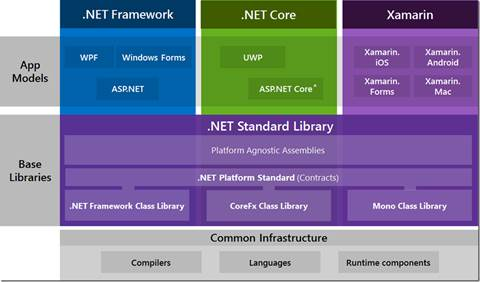 .NET Framework
.NET Core
Xamarin
App
Models
WPF
Windows Forms
ASP.NET
UWP
ASP.NET Core*
Xamarin.
iOS
Xamarin.
Android
Xamarin.
Forms
Xamarin.
Mac
Base
Libraries
.NET Standard Library
Platform Agnostic Assemblies
.NET Platform Standard (Contracts)
.NET Framework Class Library
CoreFx Class Library
Mono Class Library
Common Infrastructure
Compilers
Languages
Runtime components